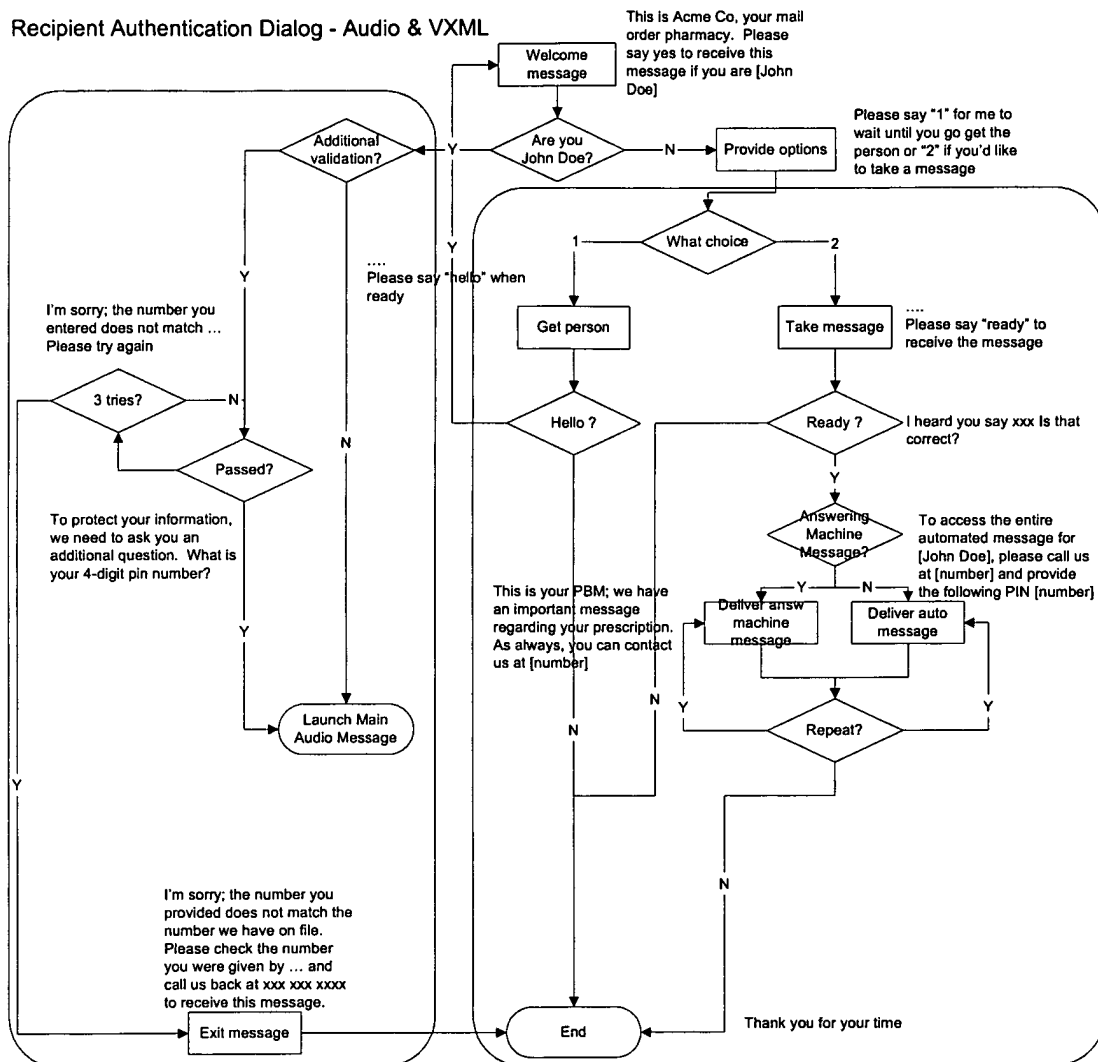 Recipient Authentication Dialog - Audio & VXML
Welcome
message
This is Acme Co, your mail
order pharmacy.  Please
say yes to receive this
message if you are [John
Doe]
Additional
validation?
Y
Are you
John Doe?
N
Provide options
Please say "1" for me to
wait until you go get the
person or "2" if you'd like
to take a message
Y
What choice
1
2
Y
N
....
Please say "hello" when
ready
Get person
Take message
....
Please say "ready" to
receive the message
I'm sorry; the number you
entered does not match ...
Please try again
3 tries?
N
Hello ?
Ready ?
I heard you say xxx Is that
correct?
Passed?
Y
To protect your information,
we need to ask you an
additional question.  What is
your 4-digit pin number?
Answering
Machine
Message?
To access the entire
automated message for
[John Doe], please call us
at [number] and provide
the following PIN [number]
Y
N
This is your PBM; we have
an important message
regarding your prescription.
As always, you can contact
us at [number]
Deliver answ
machine
message
Deliver auto
message
Y
N
Y
Y
Launch Main
Audio Message
N
Repeat?
Y
N
I'm sorry; the number you
provided does not match the
number we have on file.
Please check the number
you were given by ... and
call us back at xxx xxx xxxx
to receive this message.
Exit message
End
Thank you for your time